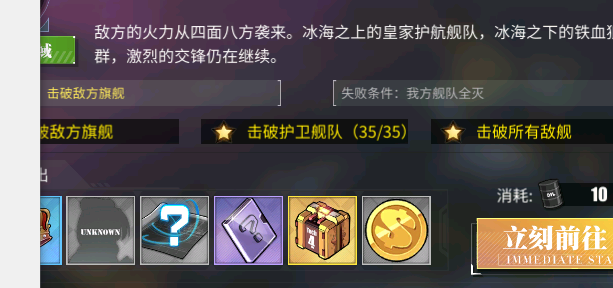 敌方的火力从四面八方袭来。冰海之上的皇家护航舰队，冰海之下的铁血狼
域
群，激烈的交锋仍在继续。
击破敌方旗舰
失败条件：我方舰队全灭
破敌方旗舰
击破护卫舰队（35/35）
击破所有敌舰
出
消耗:
OIL
10
UNKNOWN
?
?
Tech
4
S
立刻前往
IMMEDIATE STA